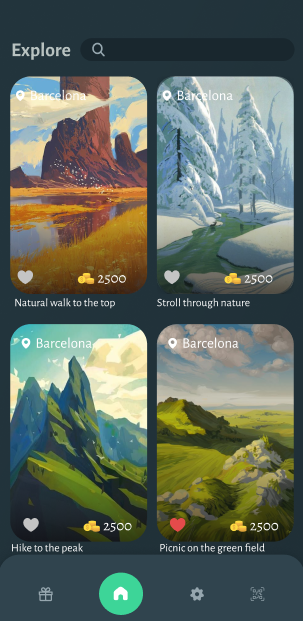 Explore
Barcelona
Barcelona
2500
2500
Natural walk to the top
Stroll through nature
Barcelona
Barcelona
2500
2500
Hike to the peak
Picnic on the green field